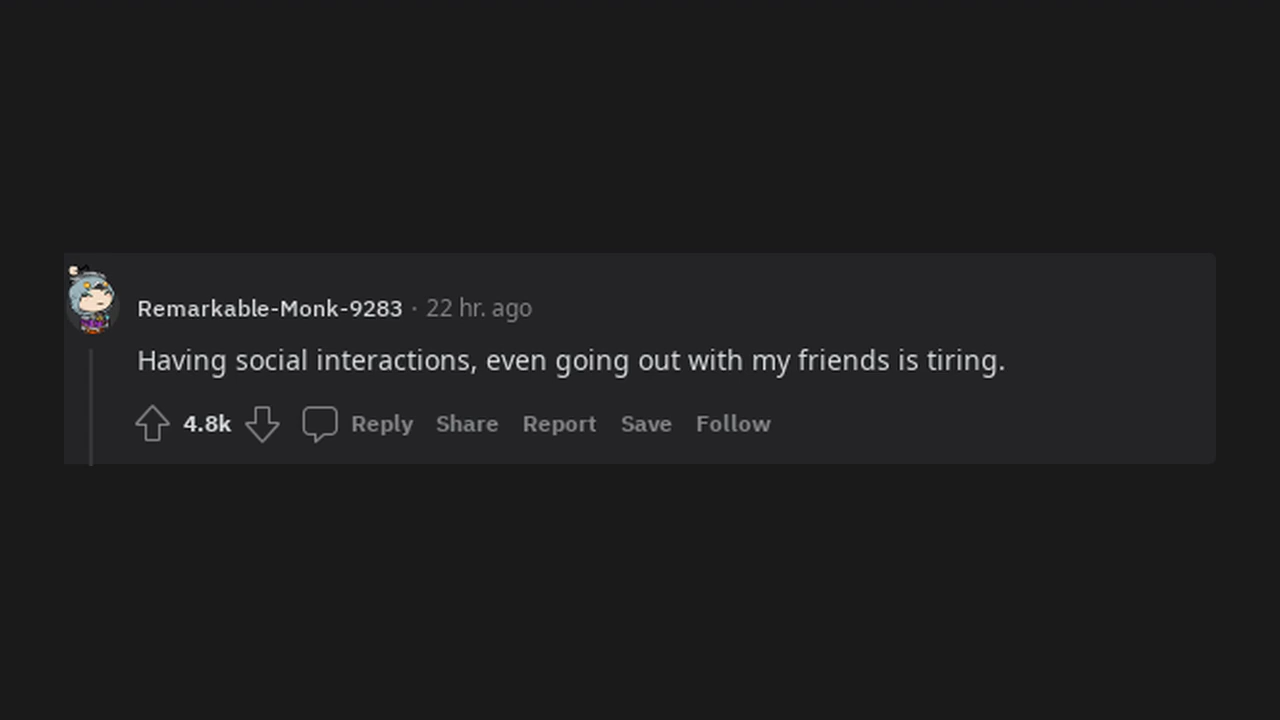 Remarkable-Monk-9283 · 22 hr. ago
Having social interactions, even going out with my friends is tiring.
4.8k Reply Share Report Save Follow